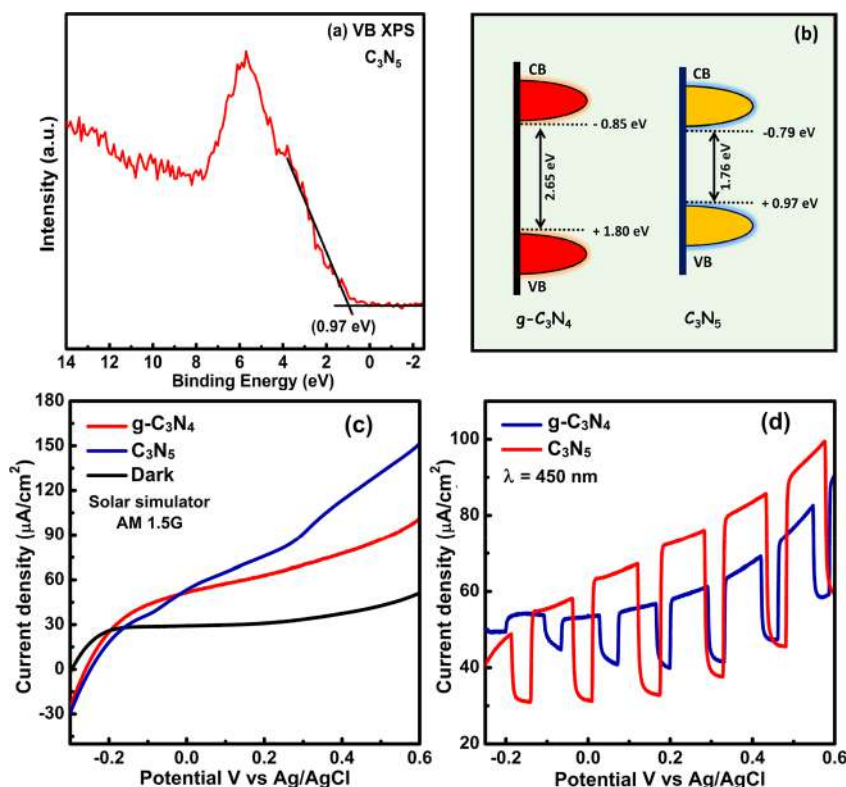 (a) VB XPS
C₃N₅
Intensity (a.u.)
(0.97 eV)
14 12 10 8 6 4 2 0 -2
Binding Energy (eV)
(b)
CB
- 0.85 eV
2.65 eV
+ 1.80 eV
VB
g-C₃N₄
CB
-0.79 eV
1.76 eV
+ 0.97 eV
VB
C₃N₅
(c)
g-C₃N₄
C₃N₅
Dark
Solar simulator
AM 1.5G
Current density (µA/cm²)
180
150
120
90
60
30
0
-30
-0.2 0.0 0.2 0.4 0.6
Potential V vs Ag/AgCl
(d)
g-C₃N₄
C₃N₅
λ = 450 nm
Current density (µA/cm²)
100
80
60
40
20
-0.2 0.0 0.2 0.4 0.6
Potential V vs Ag/AgCl